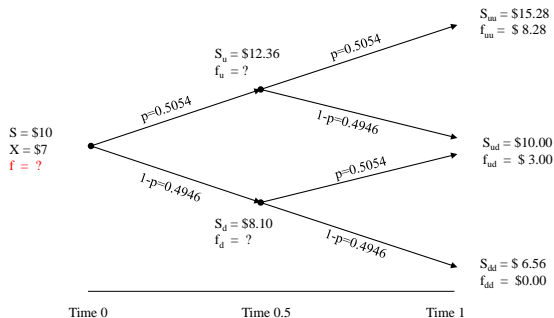 S_uu = $15.28
f_uu = $ 8.28
S_u = $12.36
f_u = ?
p=0.5054
p=0.5054
1-p=0.4946
S = $10
X = $7
f = ?
S_ud = $10.00
f_ud = $ 3.00
p=0.5054
1-p=0.4946
S_d = $8.10
f_d = ?
1-p=0.4946
S_dd = $ 6.56
f_dd = $0.00
Time 0
Time 0.5
Time 1